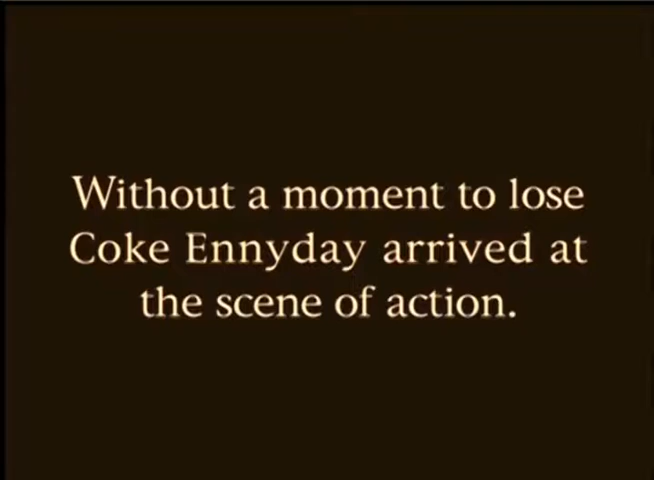 Without a moment to lose
Coke Ennyday arrived at
the scene of action.